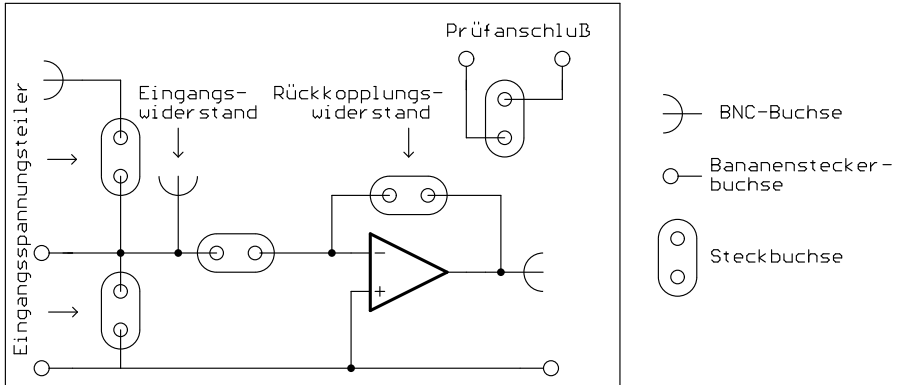 Prüfanschluß
Eingangs-
widerstand
Rückkopplungs-
widerstand
Eingangsspannungsteiler
−
+
BNC-Buchse
Bananenstecker-
buchse
Steckbuchse